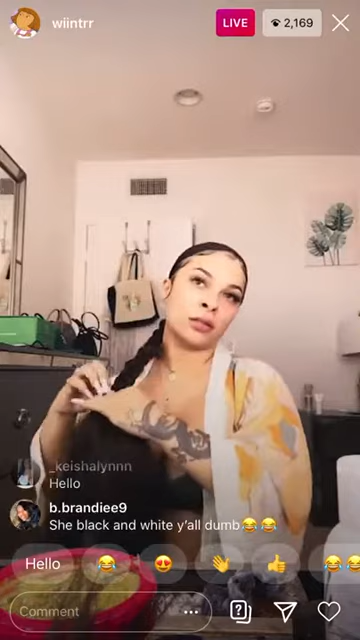 wiintrr
LIVE
2,169
_keishalynnn
Hello
b.brandiee9
She black and white y'all dumb😂😂
Hello 😂 😍 👋 👍 😂😂
Comment